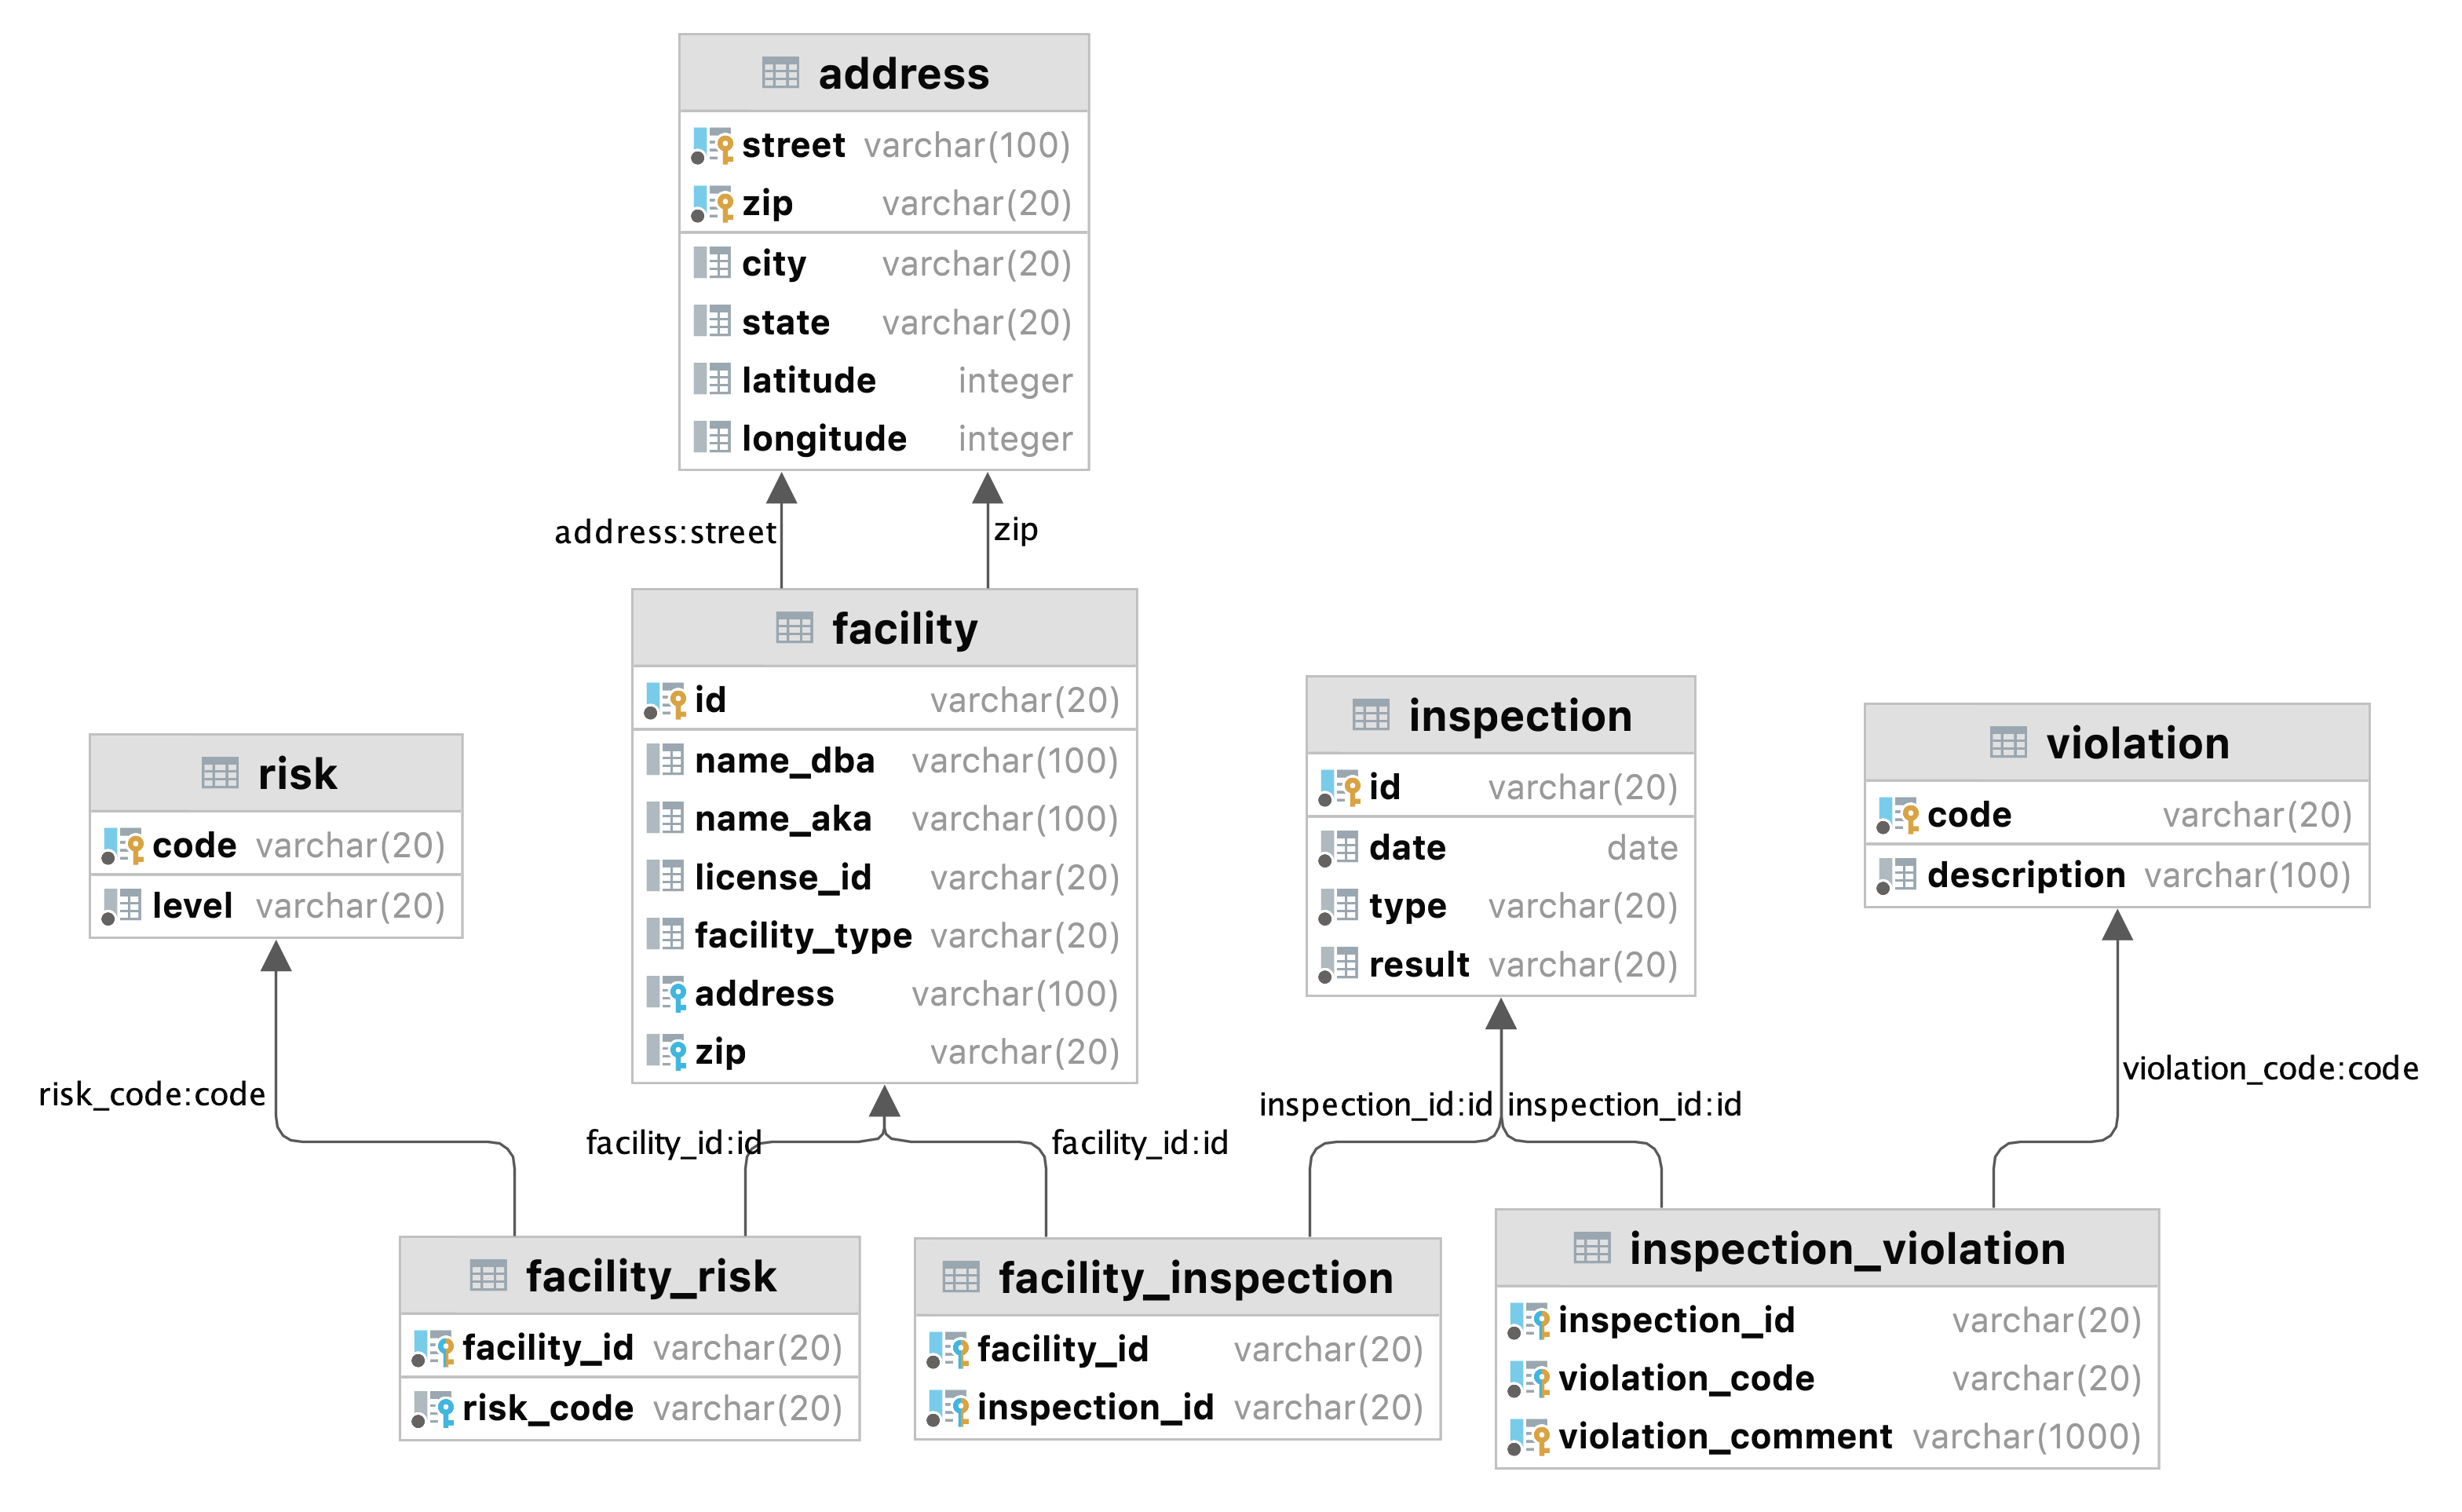 address
street varchar(100)
zip varchar(20)
city varchar(20)
state varchar(20)
latitude integer
longitude integer
address:street
zip
facility
id varchar(20)
name_dba varchar(100)
name_aka varchar(100)
license_id varchar(20)
facility_type varchar(20)
address varchar(100)
zip varchar(20)
inspection
id varchar(20)
date date
type varchar(20)
result varchar(20)
violation
code varchar(20)
description varchar(100)
risk
code varchar(20)
level varchar(20)
risk_code:code
facility_id:id
facility_id:id
inspection_id:id
inspection_id:id
violation_code:code
facility_risk
facility_id varchar(20)
risk_code varchar(20)
facility_inspection
facility_id varchar(20)
inspection_id varchar(20)
inspection_violation
inspection_id varchar(20)
violation_code varchar(20)
violation_comment varchar(1000)